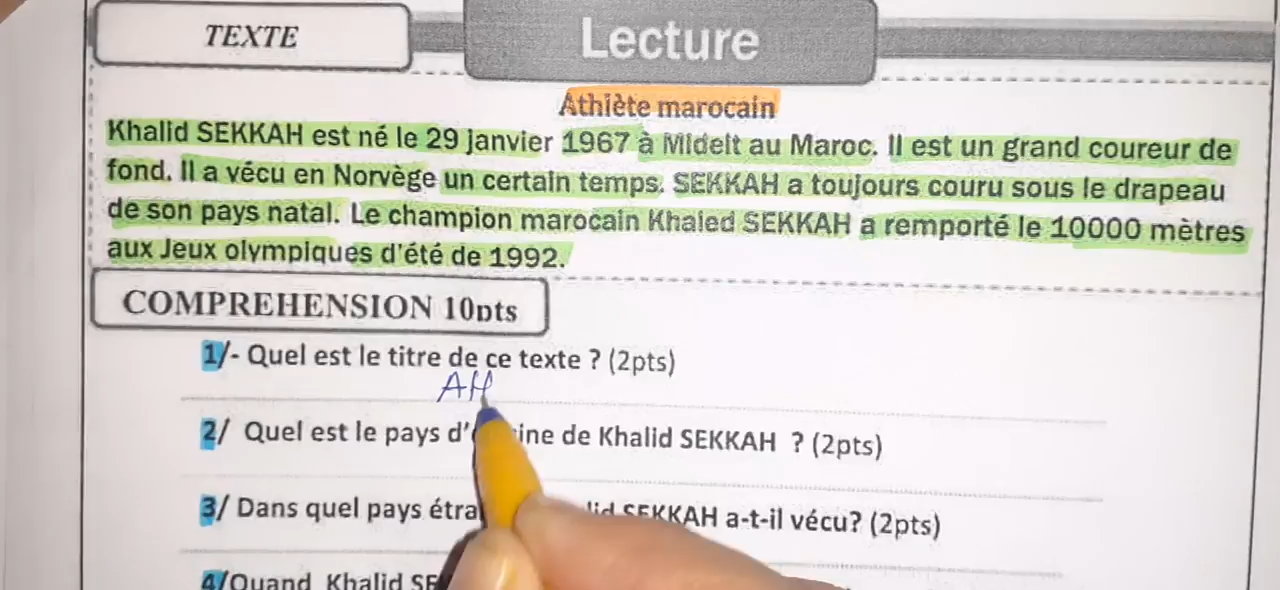 TEXTE
Lecture
Athlète marocain
Khalid SEKKAH est né le 29 janvier 1967 à Midelt au Maroc. Il est un grand coureur de
fond. Il a vécu en Norvège un certain temps. SEKKAH a toujours couru sous le drapeau
de son pays natal. Le champion marocain Khaled SEKKAH a remporté le 10000 mètres
aux Jeux olympiques d'été de 1992.
COMPREHENSION 10pts
1/- Quel est le titre de ce texte ? (2pts)
2/ Quel est le pays de Khalid SEKKAH ? (2pts)
3/ Dans quel pays SEKKAH a-t-il vécu? (2pts)
4/Quand Khalid